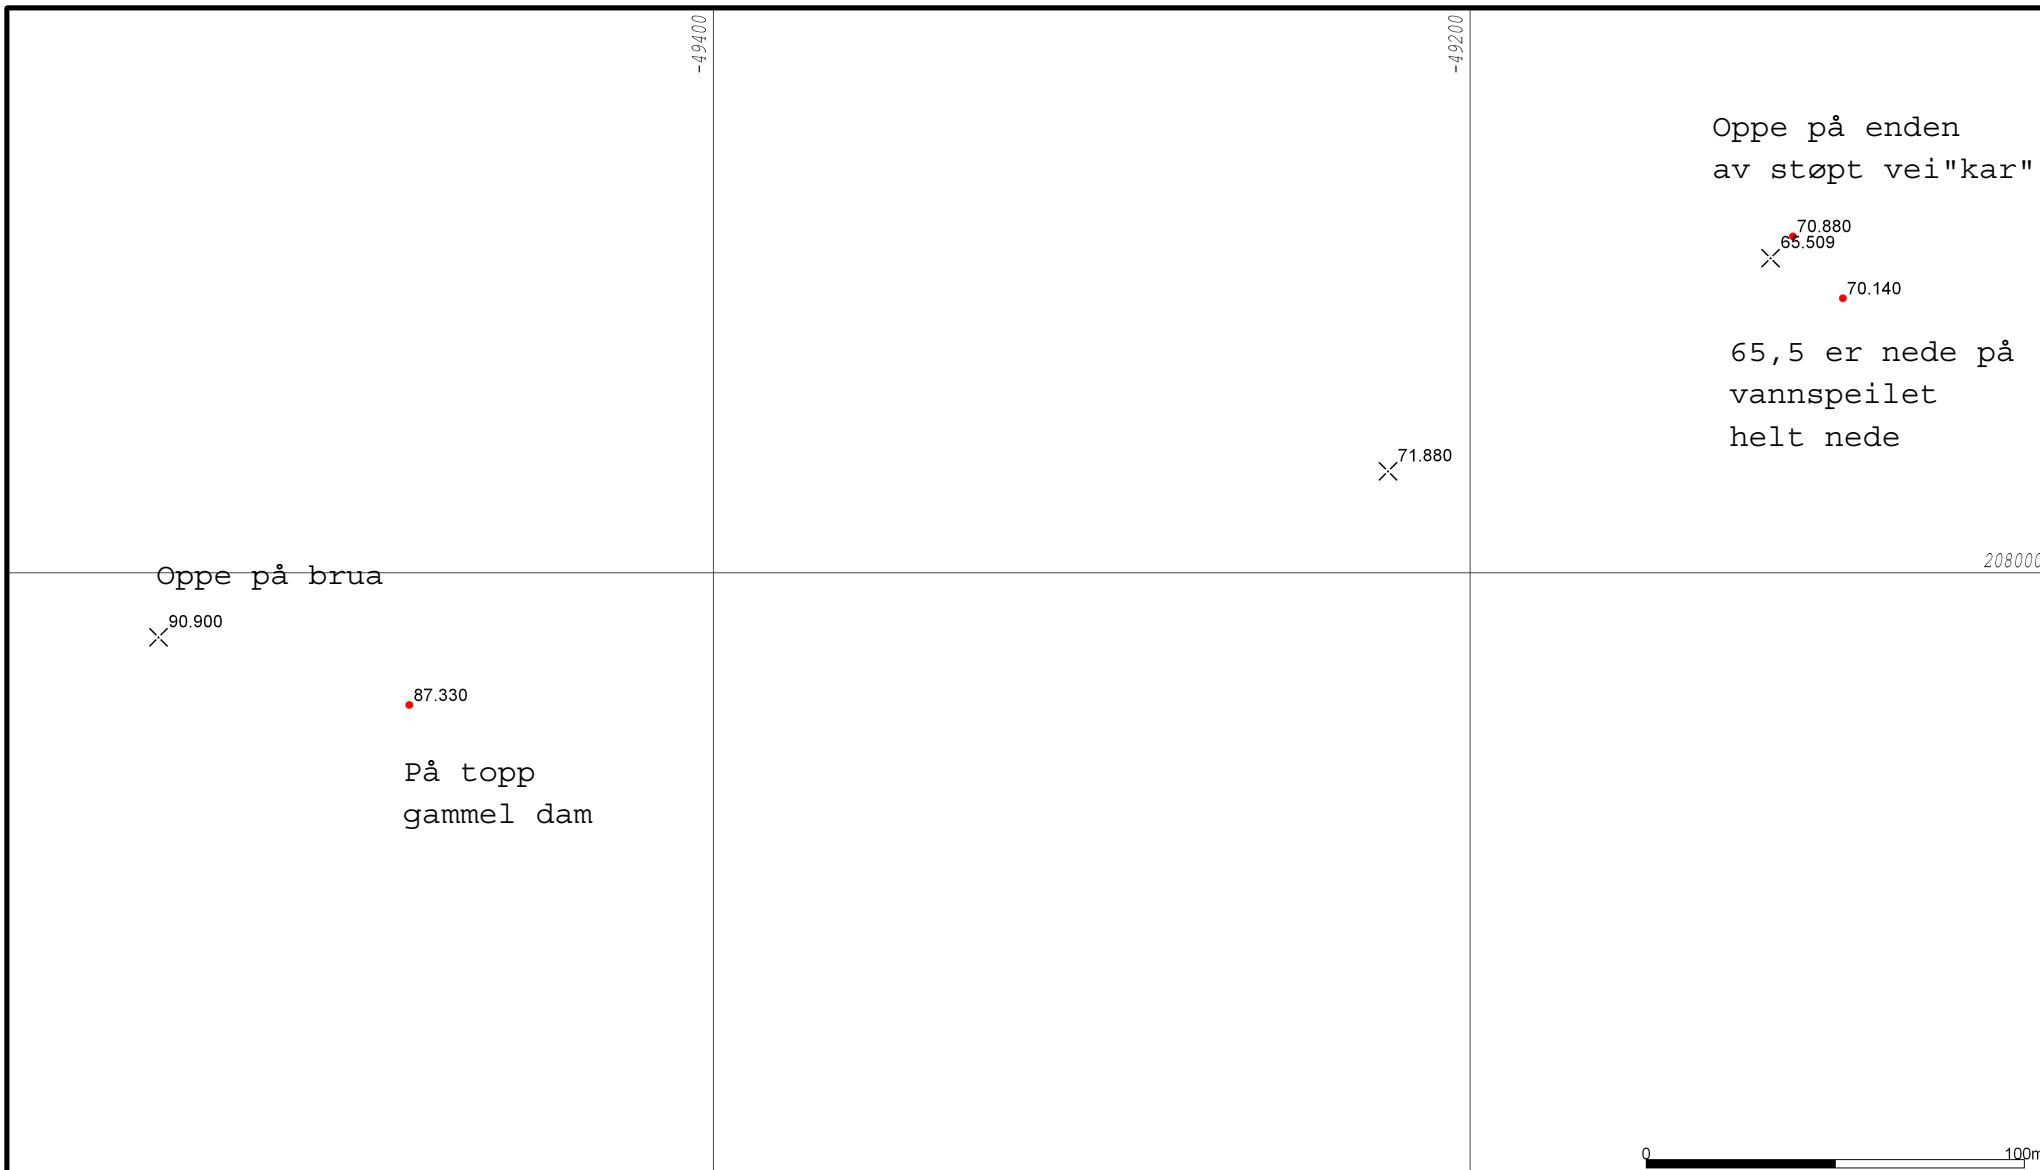 -49400
-49200
Oppe på enden
av støpt vei"kar"
70.880
65.509
70.140
65,5 er nede på
vannspeilet
helt nede
71.880
208000
Oppe på brua
90.900
87.330
På topp
gammel dam
0
100m